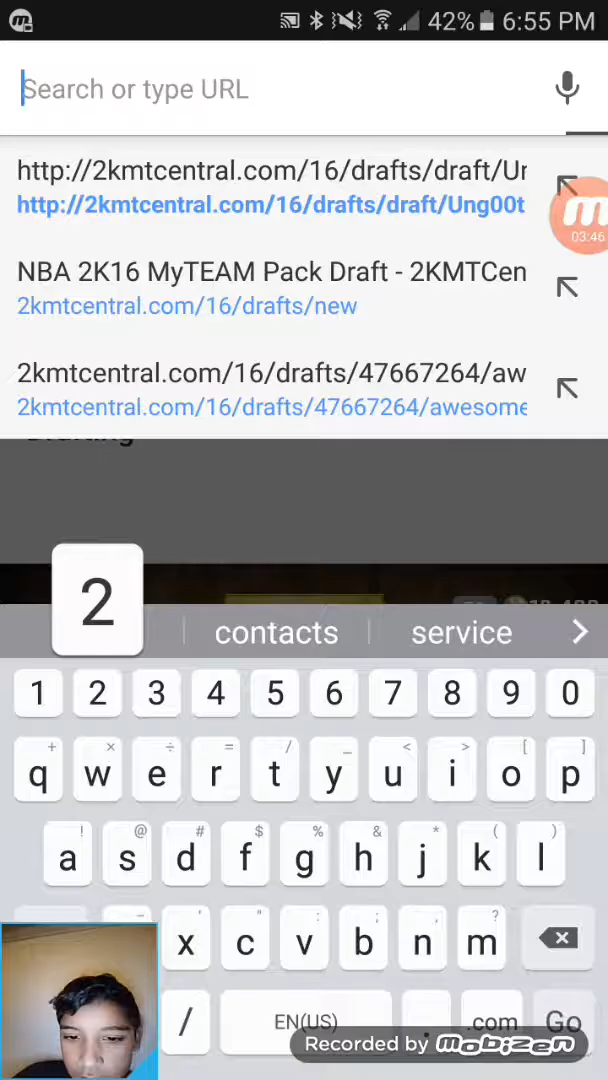 42% 6:55 PM
Search or type URL
http://2kmtcentral.com/16/drafts/draft/Un
http://2kmtcentral.com/16/drafts/draft/Ung00t
03:46
NBA 2K16 MyTEAM Pack Draft - 2KMTCen
2kmtcentral.com/16/drafts/new
2kmtcentral.com/16/drafts/47667264/aw
2kmtcentral.com/16/drafts/47667264/awesome
Drafting
2
contacts service
1 2 3 4 5 6 7 8 9 0
+ × ÷ = / _ < > [ ]
q w e r t y u i o p
! @ # $ % & * ( )
a s d f g h j k l
- ' " : ; , ?
x c v b n m
/ EN(US) . .com Go
Recorded by mobizen